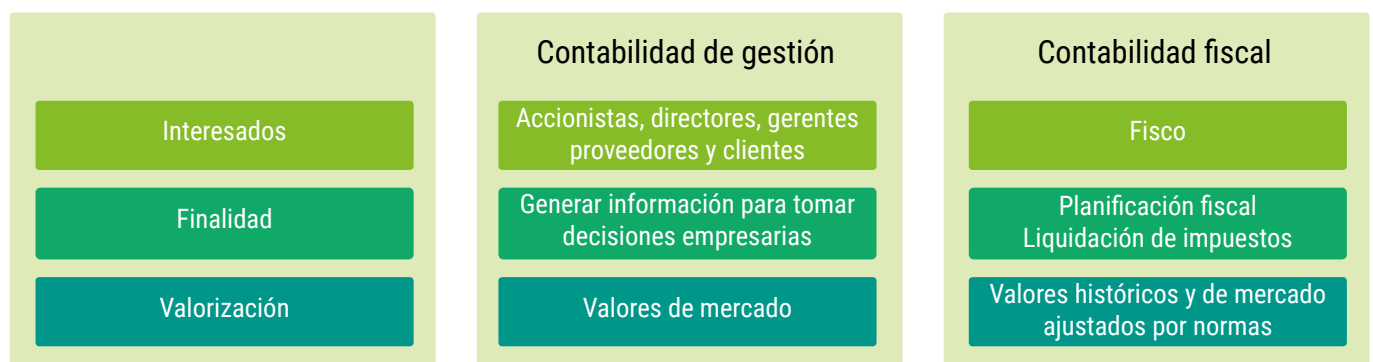 Contabilidad de gestión
Contabilidad fiscal
Interesados
Accionistas, directores, gerentes
proveedores y clientes
Fisco
Finalidad
Generar información para tomar
decisiones empresarias
Planificación fiscal
Liquidación de impuestos
Valorización
Valores de mercado
Valores históricos y de mercado
ajustados por normas